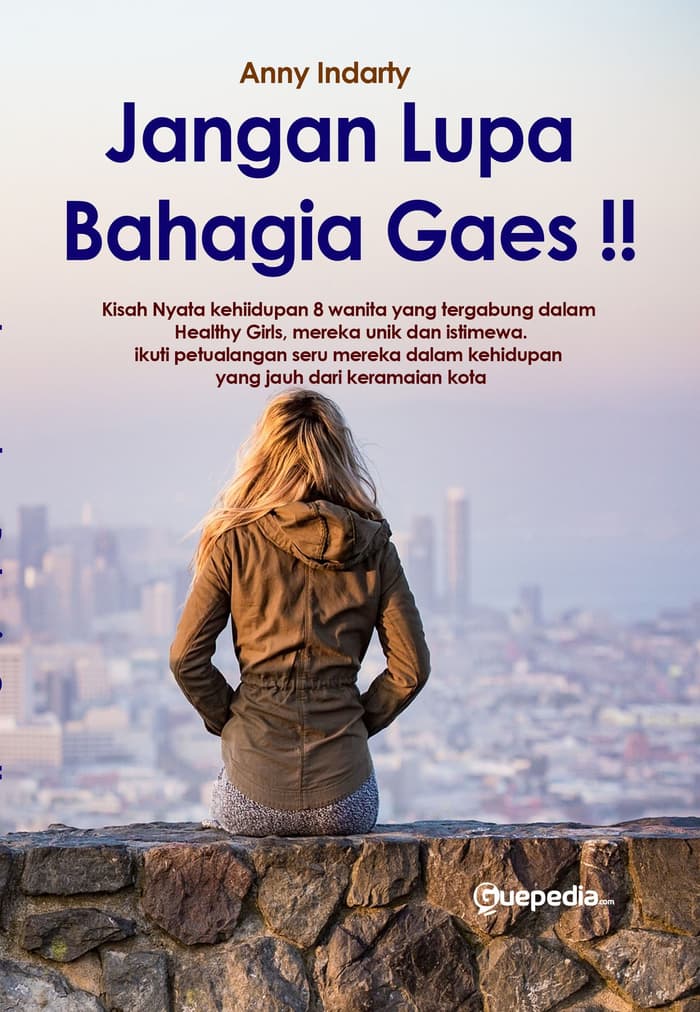 Anny Indarty
Jangan Lupa
Bahagia Gaes !!
Kisah Nyata kehiidupan 8 wanita yang tergabung dalam
Healthy Girls, mereka unik dan istimewa.
ikuti petualangan seru mereka dalam kehidupan
yang jauh dari keramaian kota
Guepedia.com